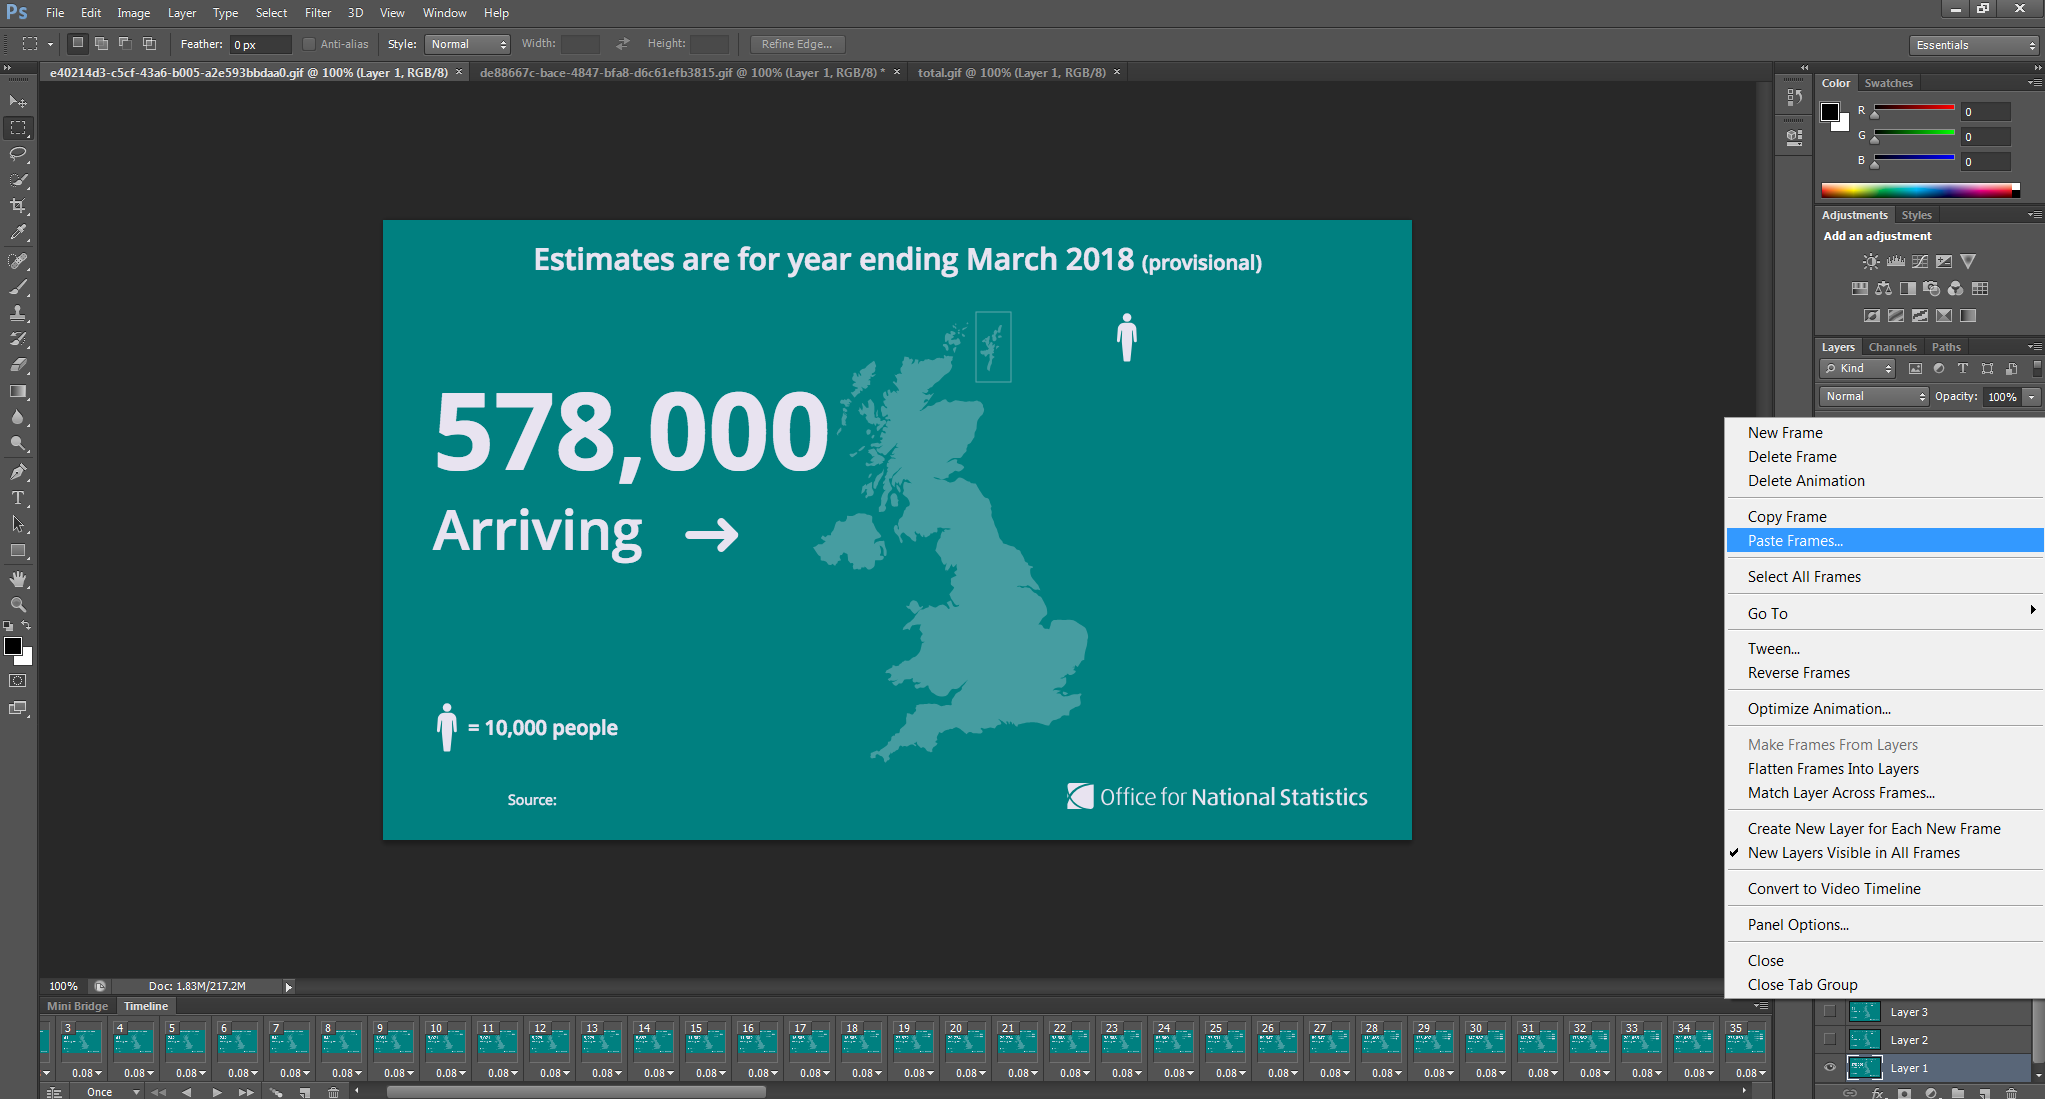 Ps File Edit Image Layer Type Select Filter 3D View Window Help
Feather: 0 px Anti-alias Style: Normal Width: Height: Refine Edge... Essentials
e40214d3-c5cf-43a6-b005-a2e593bbdaa0.gif @ 100% (Layer 1, RGB/8) × de88667c-bace-4847-bfa8-d6c61efb3815.gif @ 100% (Layer 1, RGB/8) * × total.gif @ 100% (Layer 1, RGB/8) ×
Color Swatches
R 0
G 0
B 0
Adjustments Styles
Add an adjustment
Layers Channels Paths
Kind
Normal Opacity: 100%
Estimates are for year ending March 2018 (provisional)
578,000
Arriving →
= 10,000 people
Source:
Office for National Statistics
New Frame
Delete Frame
Delete Animation
Copy Frame
Paste Frames...
Select All Frames
Go To
Tween...
Reverse Frames
Optimize Animation...
Make Frames From Layers
Flatten Frames Into Layers
Match Layer Across Frames...
Create New Layer for Each New Frame
New Layers Visible in All Frames
Convert to Video Timeline
Panel Options...
Close
Close Tab Group
Layer 3
Layer 2
Layer 1
100% Doc: 1.83M/217.2M
Mini Bridge Timeline
3 4 5 6 7 8 9 10 11 12 13 14 15 16 17 18 19 20 21 22 23 24 25 26 27 28 29 30 31 32 33 34 35
0.08 0.08 0.08 0.08 0.08 0.08 0.08 0.08 0.08 0.08 0.08 0.08 0.08 0.08 0.08 0.08 0.08 0.08 0.08 0.08 0.08 0.08 0.08 0.08 0.08 0.08 0.08 0.08 0.08 0.08 0.08 0.08 0.08
Once
fx